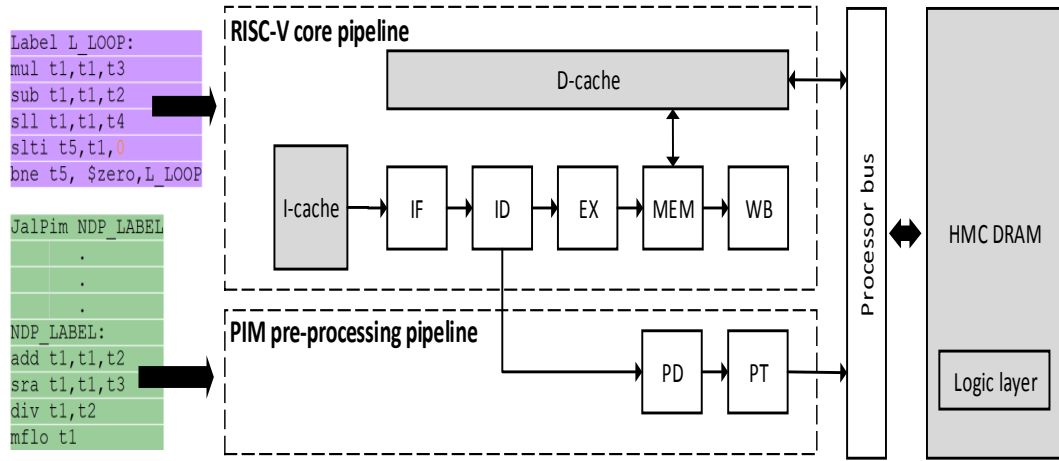 Label L_LOOP:
mul t1,t1,t3
sub t1,t1,t2
sll t1,t1,t4
slti t5,t1,0
bne t5, $zero,L_LOOP
JalPim NDP_LABEL
.
.
.
NDP_LABEL:
add t1,t1,t2
sra t1,t1,t3
div t1,t2
mflo t1
RISC-V core pipeline
D-cache
I-cache
IF
ID
EX
MEM
WB
PIM pre-processing pipeline
PD
PT
Processor bus
HMC DRAM
Logic layer